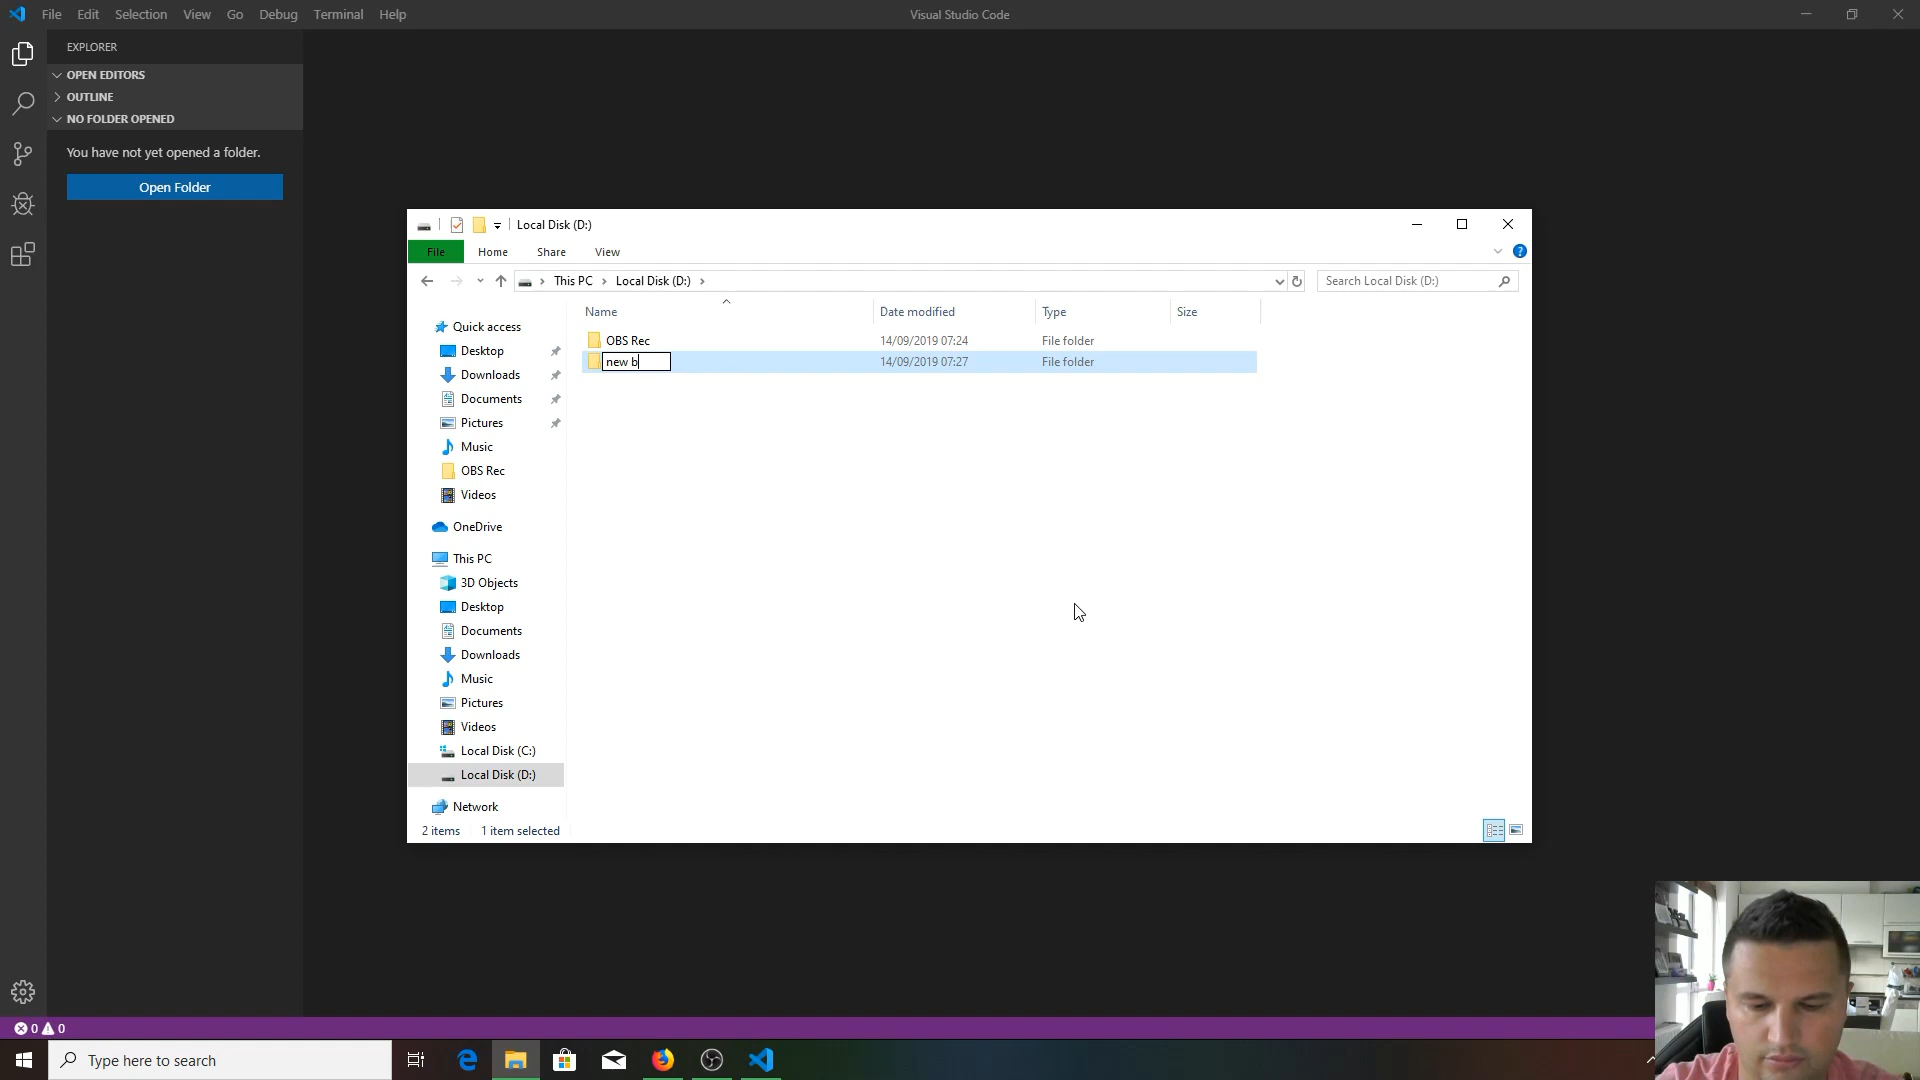 File Edit Selection View Go Debug Terminal Help
Visual Studio Code
EXPLORER
OPEN EDITORS
OUTLINE
NO FOLDER OPENED
You have not yet opened a folder.
Open Folder
Local Disk (D:)
File Home Share View
This PC Local Disk (D:)
Search Local Disk (D:)
Name Date modified Type Size
OBS Rec 14/09/2019 07:24 File folder
new b 14/09/2019 07:27 File folder
Quick access
Desktop
Downloads
Documents
Pictures
Music
OBS Rec
Videos
OneDrive
This PC
3D Objects
Desktop
Documents
Downloads
Music
Pictures
Videos
Local Disk (C:)
Local Disk (D:)
Network
2 items 1 item selected
0 0
Type here to search